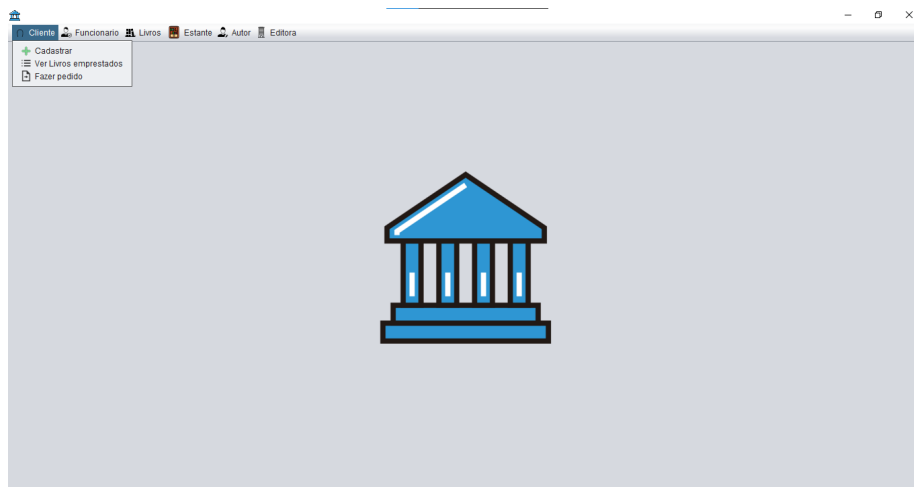 Cliente Funcionario Livros Estante Autor Editora
Cadastrar
Ver Livros emprestados
Fazer pedido